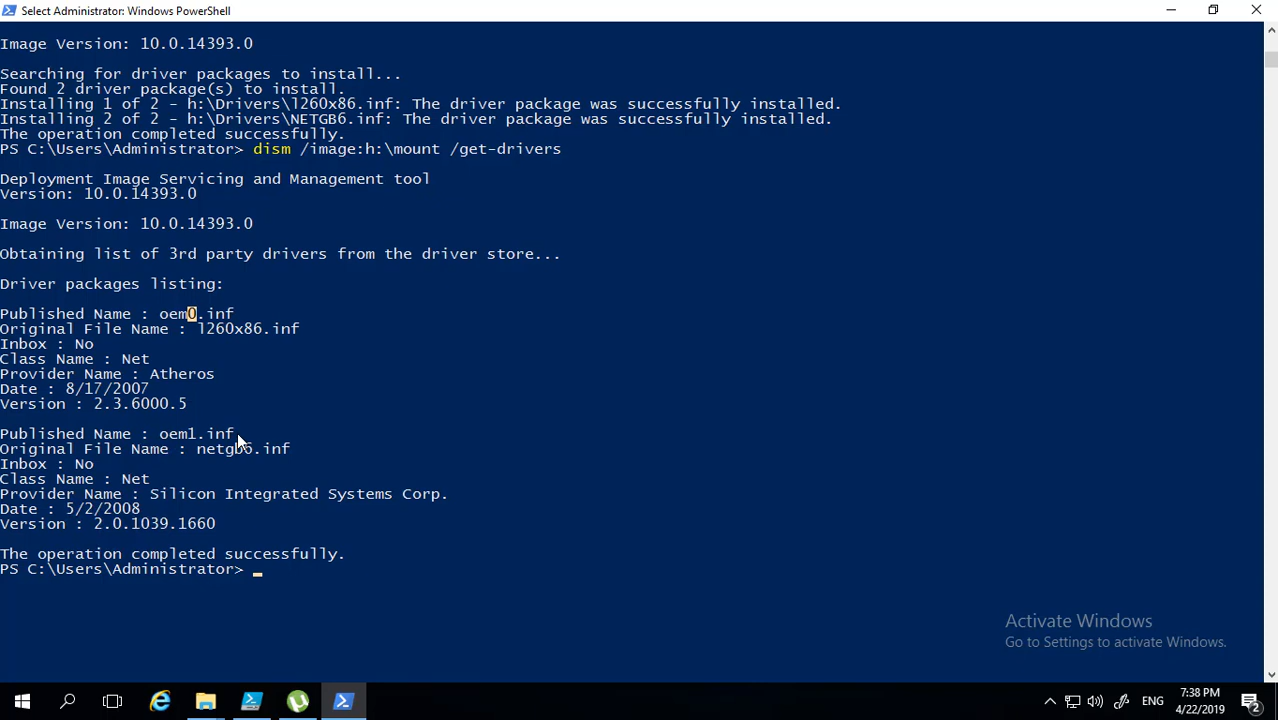 Select Administrator: Windows PowerShell
Image Version: 10.0.14393.0
Searching for driver packages to install...
Found 2 driver package(s) to install.
Installing 1 of 2 - h:\Drivers\l260x86.inf: The driver package was successfully installed.
Installing 2 of 2 - h:\Drivers\NETGB6.inf: The driver package was successfully installed.
The operation completed successfully.
PS C:\Users\Administrator> dism /image:h:\mount /get-drivers
Deployment Image Servicing and Management tool
Version: 10.0.14393.0
Image Version: 10.0.14393.0
Obtaining list of 3rd party drivers from the driver store...
Driver packages listing:
Published Name : oem0.inf
Original File Name : l260x86.inf
Inbox : No
Class Name : Net
Provider Name : Atheros
Date : 8/17/2007
Version : 2.3.6000.5
Published Name : oem1.inf
Original File Name : netgb6.inf
Inbox : No
Class Name : Net
Provider Name : Silicon Integrated Systems Corp.
Date : 5/2/2008
Version : 2.0.1039.1660
The operation completed successfully.
PS C:\Users\Administrator> _
Activate Windows
Go to Settings to activate Windows.
ENG
7:38 PM
4/22/2019
2